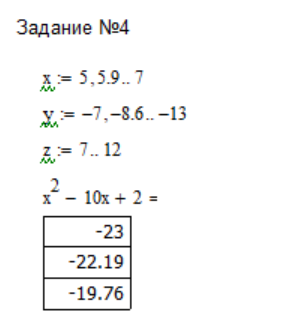 Задание №4
x := 5, 5.9 .. 7
y := −7, −8.6 .. −13
z := 7 .. 12
x² − 10x + 2 =
-23
-22.19
-19.76